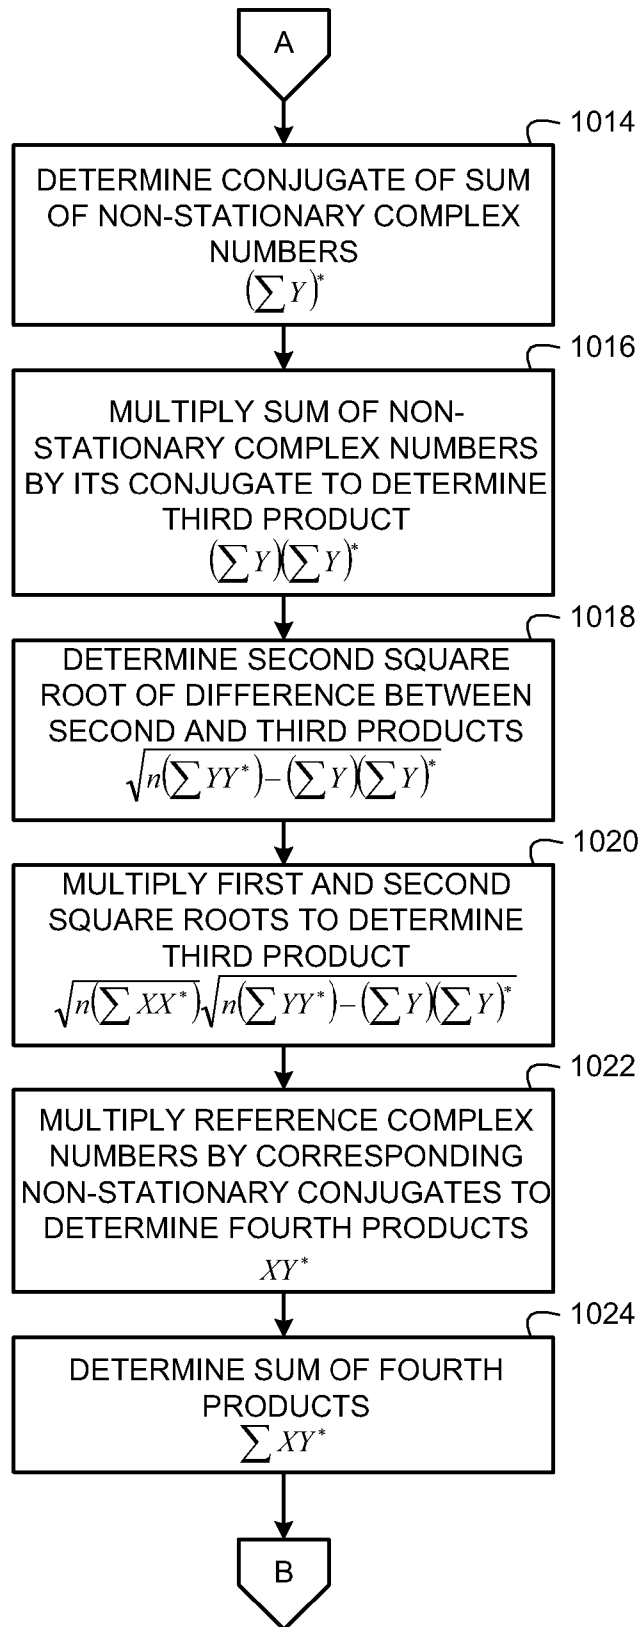 A
1014
DETERMINE CONJUGATE OF SUM
OF NON-STATIONARY COMPLEX
NUMBERS
(∑Y)*
1016
MULTIPLY SUM OF NON-
STATIONARY COMPLEX NUMBERS
BY ITS CONJUGATE TO DETERMINE
THIRD PRODUCT
(∑Y)(∑Y)*
1018
DETERMINE SECOND SQUARE
ROOT OF DIFFERENCE BETWEEN
SECOND AND THIRD PRODUCTS
√n(∑YY*)−(∑Y)(∑Y)*
1020
MULTIPLY FIRST AND SECOND
SQUARE ROOTS TO DETERMINE
THIRD PRODUCT
√n(∑XX*)√n(∑YY*)−(∑Y)(∑Y)*
1022
MULTIPLY REFERENCE COMPLEX
NUMBERS BY CORRESPONDING
NON-STATIONARY CONJUGATES TO
DETERMINE FOURTH PRODUCTS
XY*
1024
DETERMINE SUM OF FOURTH
PRODUCTS
∑XY*
B